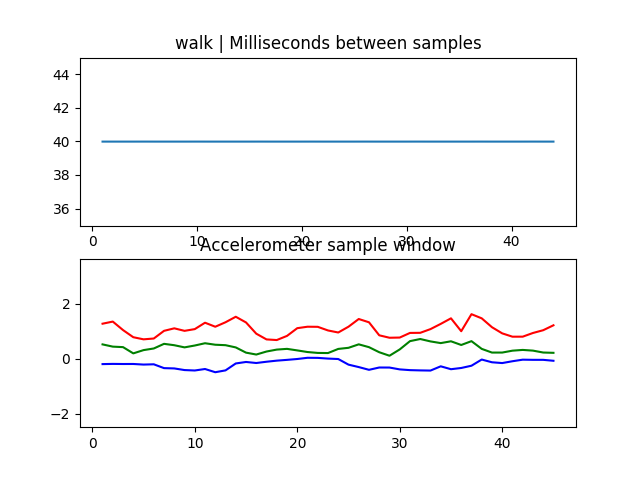 walk | Milliseconds between samples
44
42
40
38
36
0 10 20 30 40
Accelerometer sample window
2
0
−2
0 10 20 30 40